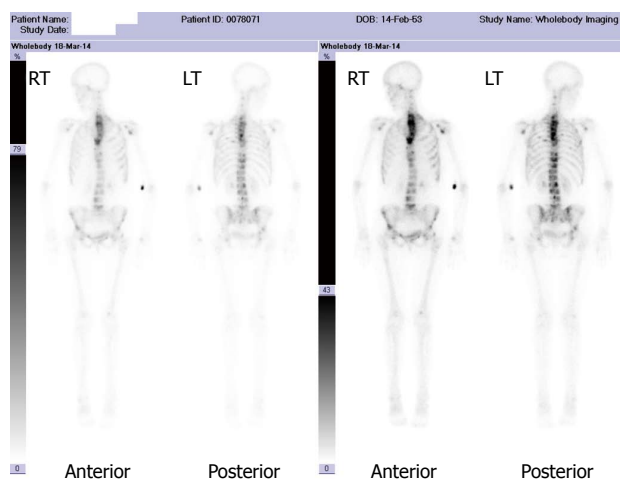 Patient Name: Patient ID: 0078071 DOB: 14-Feb-53 Study Name: Wholebody Imaging
Study Date:
Wholebody 18-Mar-14 Wholebody 18-Mar-14
% %
RT LT RT LT
79
43
0 0
Anterior Posterior Anterior Posterior